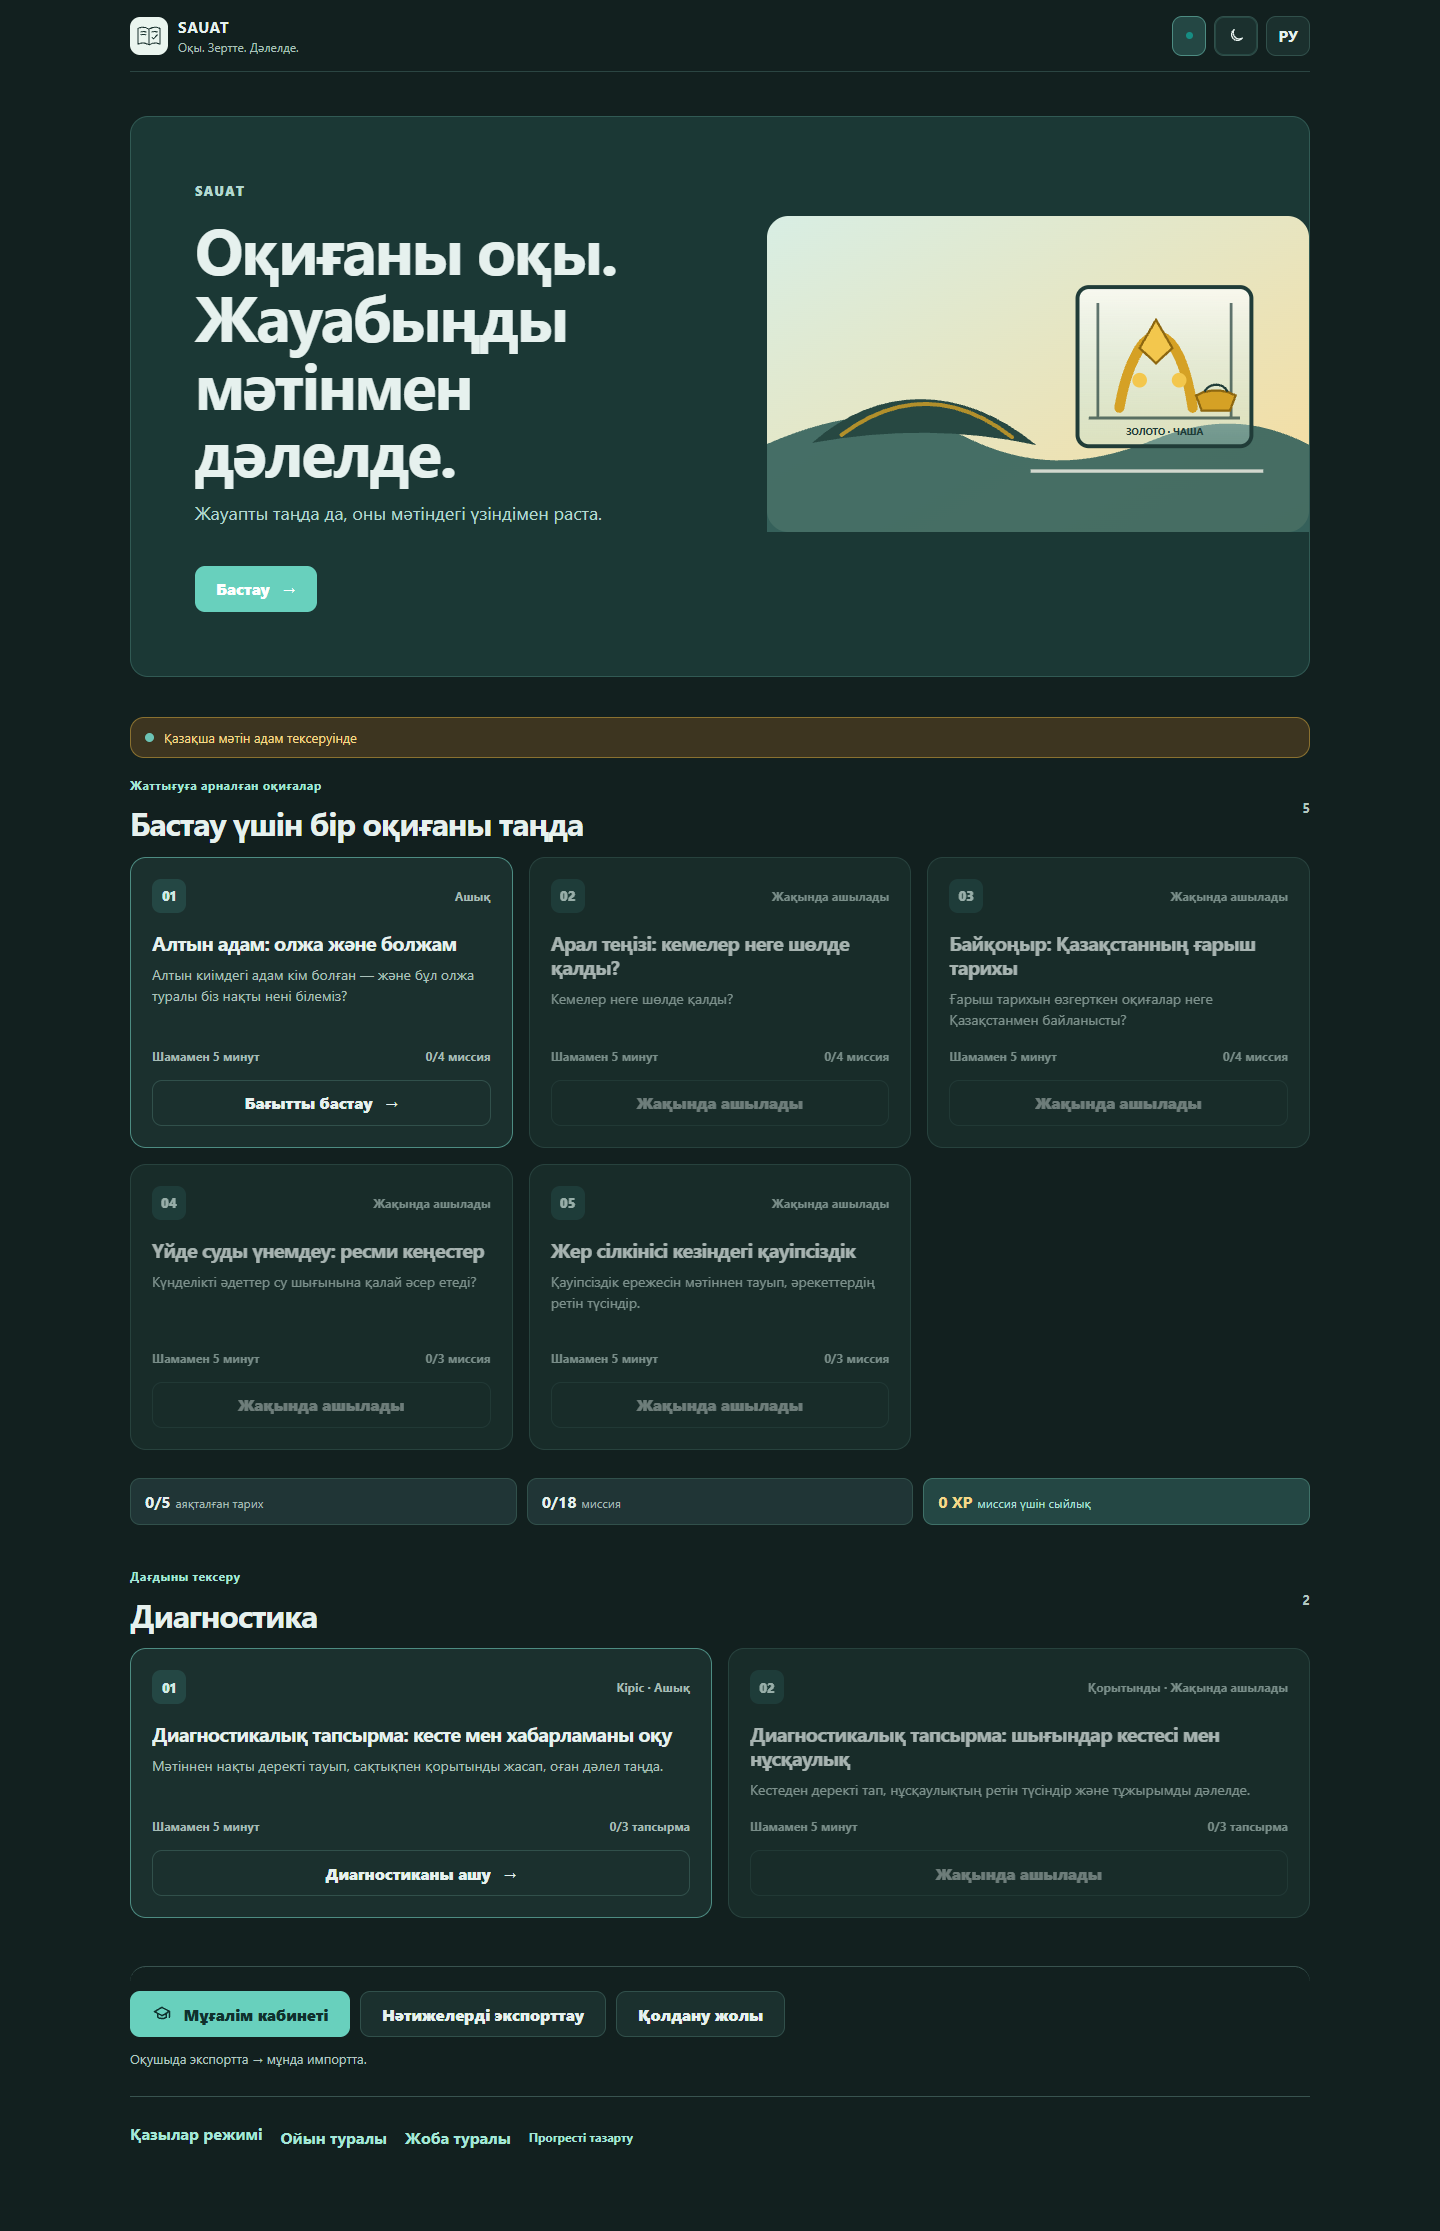 SAUAT
Оқы. Зертте. Дәлелде.
РУ
SAUAT
Оқиғаны оқы.
Жауабыңды
мәтінмен
дәлелде.
Жауапты таңда да, оны мәтіндегі үзіндімен раста.
Бастау →
ЗОЛОТО · ЧАША
Қазақша мәтін адам тексеруінде
Жаттығуға арналған оқиғалар
Бастау үшін бір оқиғаны таңда
5
01
Ашық
Алтын адам: олжа және болжам
Алтын киімдегі адам кім болған — және бұл олжа
туралы біз нақты нені білеміз?
Шамамен 5 минут
0/4 миссия
Бағытты бастау →
02
Жақында ашылады
Арал теңізі: кемелер неге шөлде
қалды?
Кемелер неге шөлде қалды?
Шамамен 5 минут
0/4 миссия
Жақында ашылады
03
Жақында ашылады
Байқоңыр: Қазақстанның ғарыш
тарихы
Ғарыш тарихын өзгерткен оқиғалар неге
Қазақстанмен байланысты?
Шамамен 5 минут
0/4 миссия
Жақында ашылады
04
Жақында ашылады
Үйде суды үнемдеу: ресми кеңестер
Күнделікті әдеттер су шығынына қалай әсер етеді?
Шамамен 5 минут
0/3 миссия
Жақында ашылады
05
Жақында ашылады
Жер сілкінісі кезіндегі қауіпсіздік
Қауіпсіздік ережесін мәтіннен тауып, әрекеттердің
ретін түсіндір.
Шамамен 5 минут
0/3 миссия
Жақында ашылады
0/5 аяқталған тарих
0/18 миссия
0 XP миссия үшін сыйлық
Дағдыны тексеру
Диагностика
2
01
Кіріс · Ашық
Диагностикалық тапсырма: кесте мен хабарламаны оқу
Мәтіннен нақты деректі тауып, сақтықпен қорытынды жасап, оған дәлел таңда.
Шамамен 5 минут
0/3 тапсырма
Диагностиканы ашу →
02
Қорытынды · Жақында ашылады
Диагностикалық тапсырма: шығындар кестесі мен
нұсқаулық
Кестеден деректі тап, нұсқаулықтың ретін түсіндір және тұжырымды дәлелде.
Шамамен 5 минут
0/3 тапсырма
Жақында ашылады
Мұғалім кабинеті
Нәтижелерді экспорттау
Қолдану жолы
Оқушыда экспортта → мұнда импортта.
Қазылар режимі
Ойын туралы
Жоба туралы
Прогресті тазарту